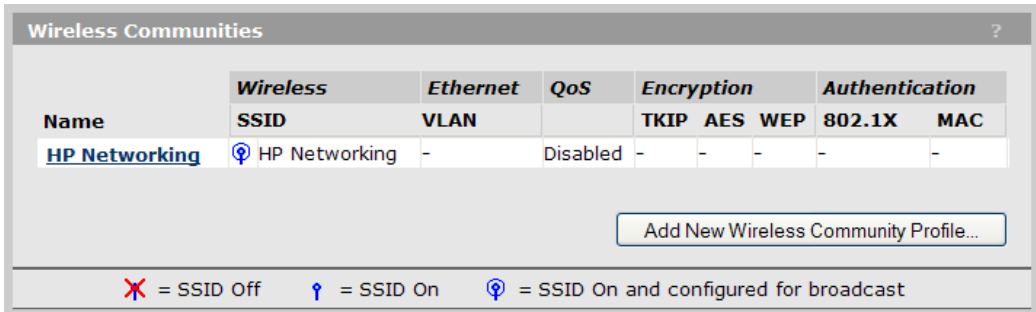 Wireless Communities ?
Wireless Ethernet QoS Encryption Authentication
Name SSID VLAN TKIP AES WEP 802.1X MAC
HP Networking HP Networking - Disabled - - - - -
Add New Wireless Community Profile...
= SSID Off = SSID On = SSID On and configured for broadcast